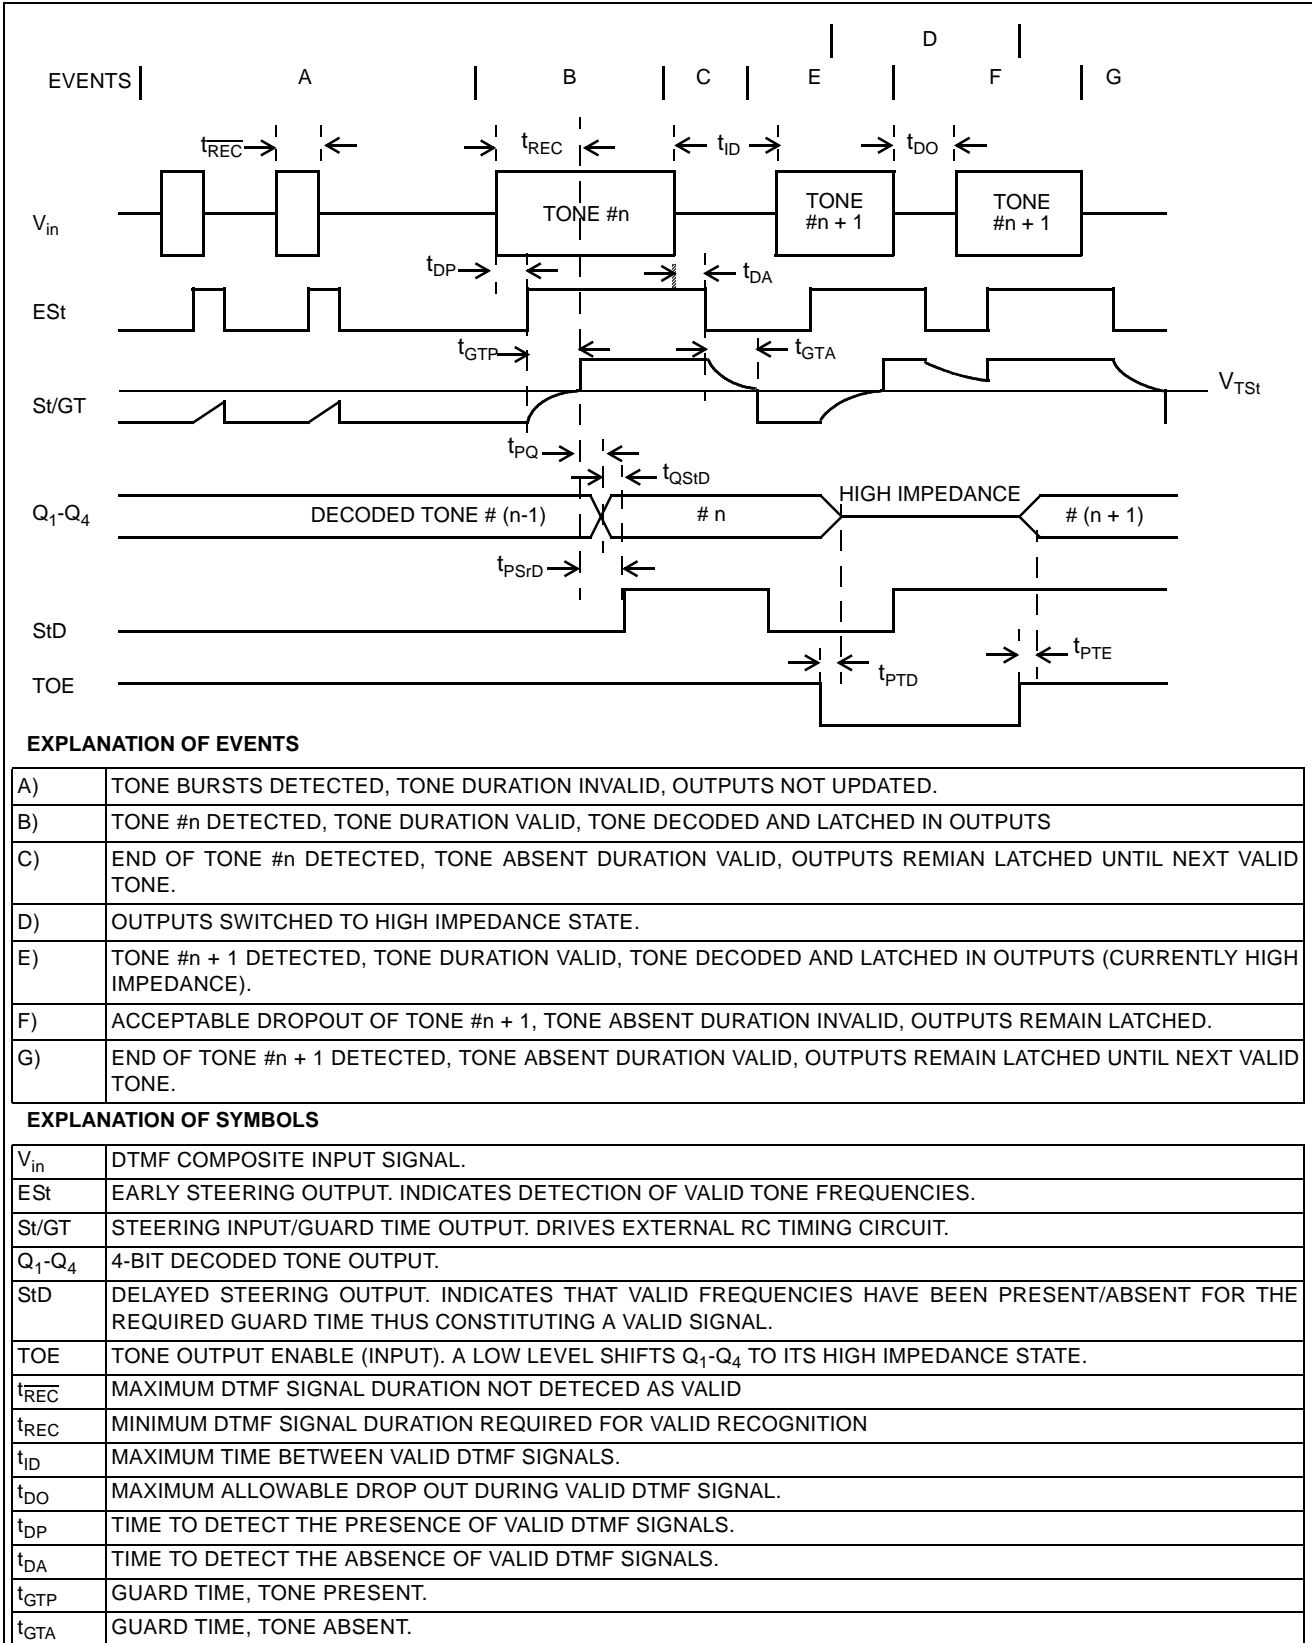 D
EVENTS A B C E F G
tREC tREC tID tDO
Vin TONE #n TONE #n + 1 TONE #n + 1
tDP tDA
ESt
tGTP tGTA
St/GT VTSt
tPQ
tQStD
Q1-Q4 DECODED TONE # (n-1) # n HIGH IMPEDANCE # (n + 1)
tPSrD
StD
tPTD tPTE
TOE
EXPLANATION OF EVENTS
A) TONE BURSTS DETECTED, TONE DURATION INVALID, OUTPUTS NOT UPDATED.
B) TONE #n DETECTED, TONE DURATION VALID, TONE DECODED AND LATCHED IN OUTPUTS
C) END OF TONE #n DETECTED, TONE ABSENT DURATION VALID, OUTPUTS REMIAN LATCHED UNTIL NEXT VALID
TONE.
D) OUTPUTS SWITCHED TO HIGH IMPEDANCE STATE.
E) TONE #n + 1 DETECTED, TONE DURATION VALID, TONE DECODED AND LATCHED IN OUTPUTS (CURRENTLY HIGH
IMPEDANCE).
F) ACCEPTABLE DROPOUT OF TONE #n + 1, TONE ABSENT DURATION INVALID, OUTPUTS REMAIN LATCHED.
G) END OF TONE #n + 1 DETECTED, TONE ABSENT DURATION VALID, OUTPUTS REMAIN LATCHED UNTIL NEXT VALID
TONE.
EXPLANATION OF SYMBOLS
Vin DTMF COMPOSITE INPUT SIGNAL.
ESt EARLY STEERING OUTPUT. INDICATES DETECTION OF VALID TONE FREQUENCIES.
St/GT STEERING INPUT/GUARD TIME OUTPUT. DRIVES EXTERNAL RC TIMING CIRCUIT.
Q1-Q4 4-BIT DECODED TONE OUTPUT.
StD DELAYED STEERING OUTPUT. INDICATES THAT VALID FREQUENCIES HAVE BEEN PRESENT/ABSENT FOR THE
REQUIRED GUARD TIME THUS CONSTITUTING A VALID SIGNAL.
TOE TONE OUTPUT ENABLE (INPUT). A LOW LEVEL SHIFTS Q1-Q4 TO ITS HIGH IMPEDANCE STATE.
tREC MAXIMUM DTMF SIGNAL DURATION NOT DETECED AS VALID
tREC MINIMUM DTMF SIGNAL DURATION REQUIRED FOR VALID RECOGNITION
tID MAXIMUM TIME BETWEEN VALID DTMF SIGNALS.
tDO MAXIMUM ALLOWABLE DROP OUT DURING VALID DTMF SIGNAL.
tDP TIME TO DETECT THE PRESENCE OF VALID DTMF SIGNALS.
tDA TIME TO DETECT THE ABSENCE OF VALID DTMF SIGNALS.
tGTP GUARD TIME, TONE PRESENT.
tGTA GUARD TIME, TONE ABSENT.